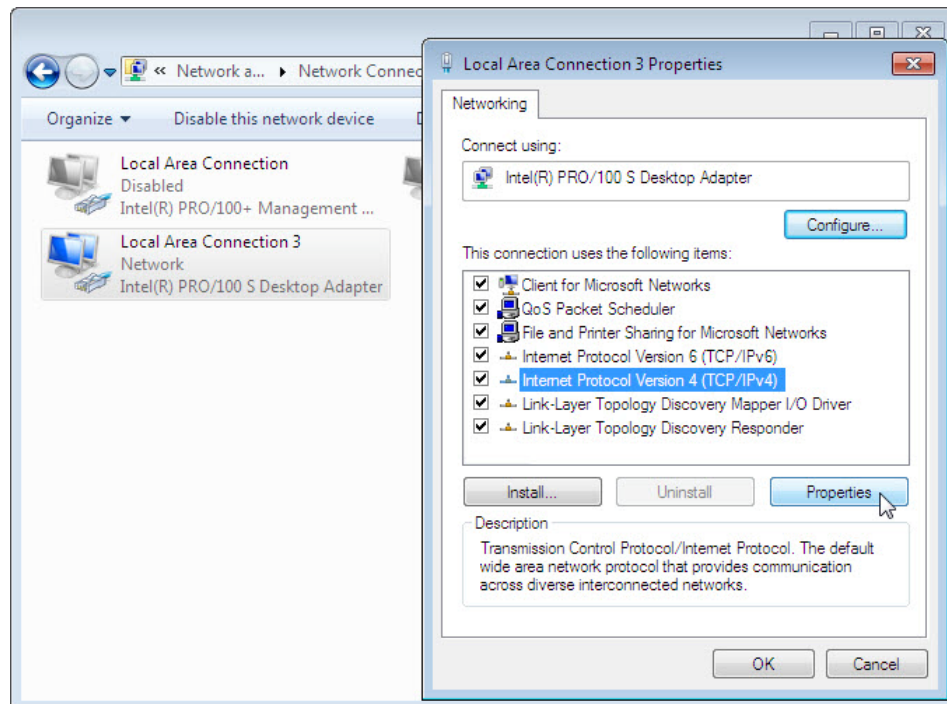 « Network a... Network Connec
Organize Disable this network device
Local Area Connection
Disabled
Intel(R) PRO/100+ Management ...
Local Area Connection 3
Network
Intel(R) PRO/100 S Desktop Adapter
Local Area Connection 3 Properties
Networking
Connect using:
Intel(R) PRO/100 S Desktop Adapter
Configure...
This connection uses the following items:
Client for Microsoft Networks
QoS Packet Scheduler
File and Printer Sharing for Microsoft Networks
Internet Protocol Version 6 (TCP/IPv6)
Internet Protocol Version 4 (TCP/IPv4)
Link-Layer Topology Discovery Mapper I/O Driver
Link-Layer Topology Discovery Responder
Install... Uninstall Properties
Description
Transmission Control Protocol/Internet Protocol. The default
wide area network protocol that provides communication
across diverse interconnected networks.
OK Cancel